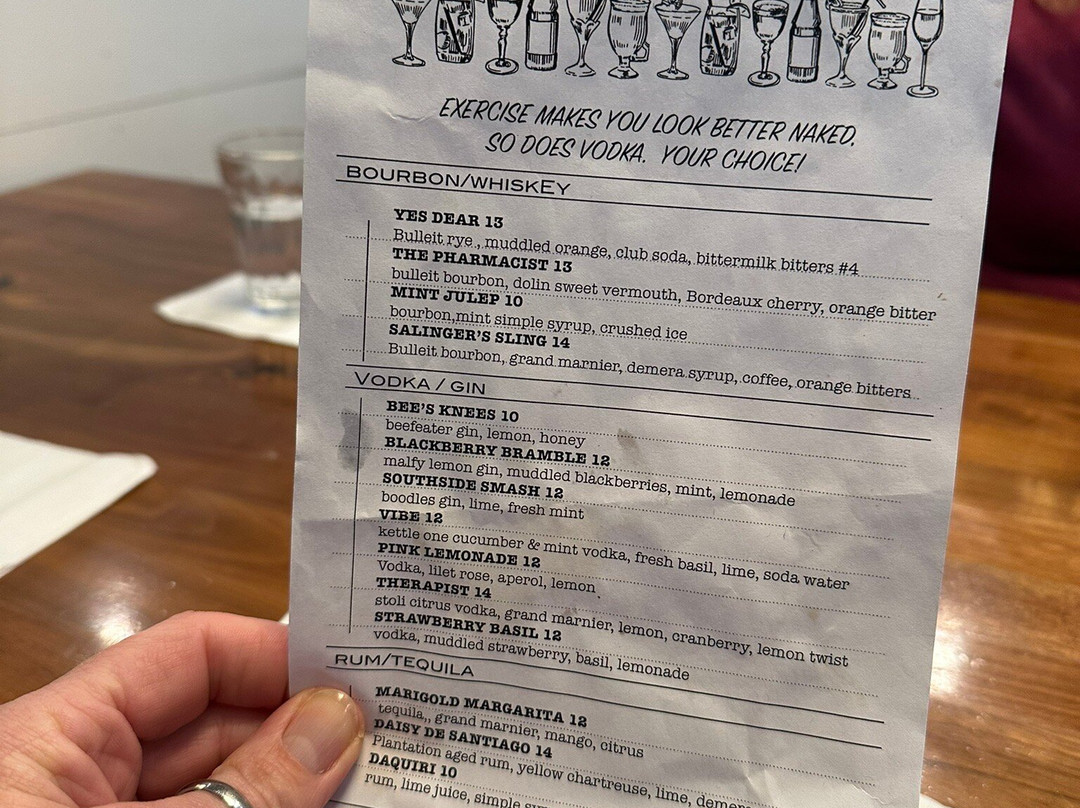 EXERCISE MAKES YOU LOOK BETTER NAKED.
SO DOES VODKA. YOUR CHOICE!
BOURBON/WHISKEY
YES DEAR 13
Bulleit rye , muddled orange, club soda, bittermilk bitters #4
THE PHARMACIST 13
bulleit bourbon, dolin sweet vermouth, Bordeaux cherry, orange bitter
MINT JULEP 10
bourbon,mint simple syrup, crushed ice
SALINGER'S SLING 14
Bulleit bourbon, grand marnier, demera syrup, coffee, orange bitters
VODKA / GIN
BEE'S KNEES 10
beefeater gin, lemon, honey
BLACKBERRY BRAMBLE 12
malfy lemon gin, muddled blackberries, mint, lemonade
SOUTHSIDE SMASH 12
boodles gin, lime, fresh mint
VIBE 12
kettle one cucumber & mint vodka, fresh basil, lime, soda water
PINK LEMONADE 12
Vodka, lilet rose, aperol, lemon
THERAPIST 14
stoli citrus vodka, grand marnier, lemon, cranberry, lemon twist
STRAWBERRY BASIL 12
vodka, muddled strawberry, basil, lemonade
RUM/TEQUILA
MARIGOLD MARGARITA 12
tequila,, grand marnier, mango, citrus
DAISY DE SANTIAGO 14
Plantation aged rum, yellow chartreuse, lime,
DAQUIRI 10
rum, lime juice, simple